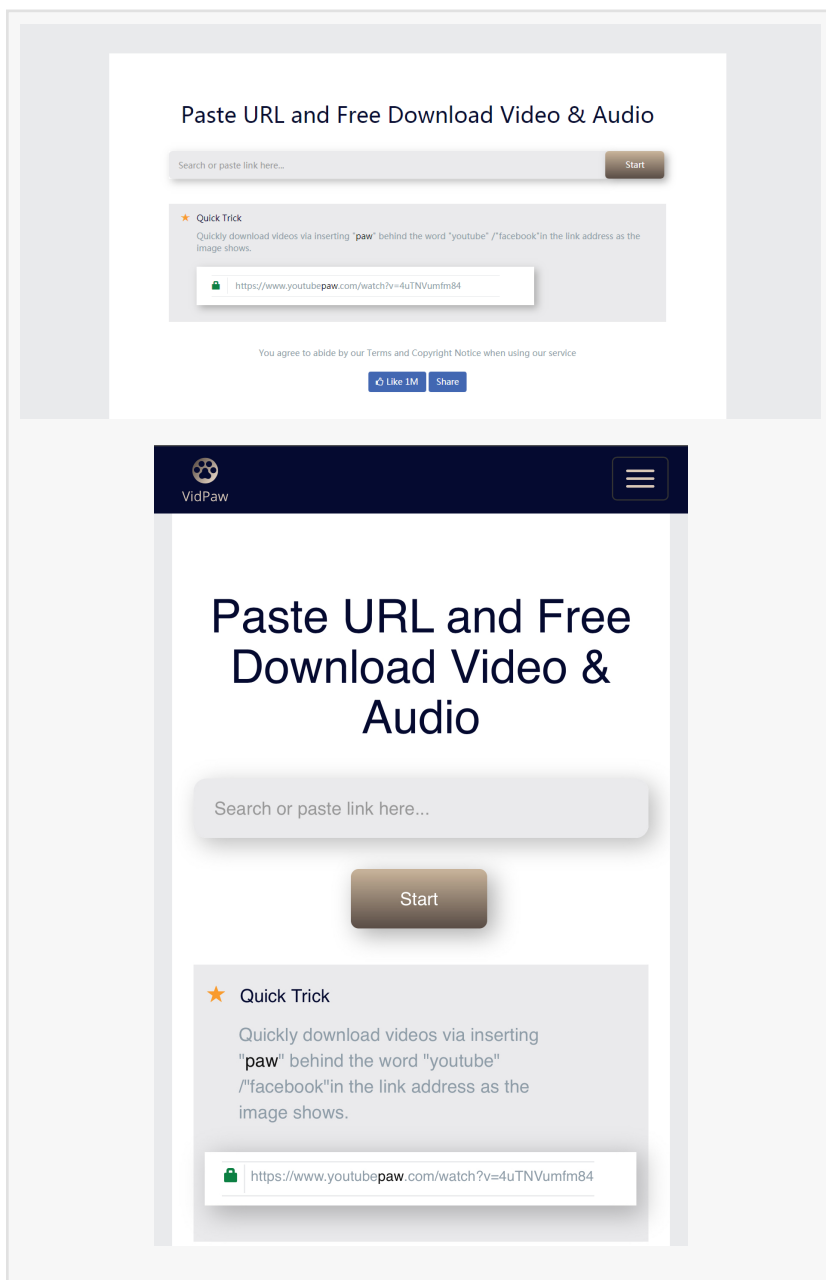 Paste URL and Free Download Video & Audio
Search or paste link here...
Start
Quick Trick
Quickly download videos via inserting "paw" behind the word "youtube" /"facebook"in the link address as the
image shows.
https://www.youtubepaw.com/watch?v=4uTNVumfm84
You agree to abide by our Terms and Copyright Notice when using our service
Like 1M
Share
VidPaw
Paste URL and Free
Download Video &
Audio
Search or paste link here...
Start
Quick Trick
Quickly download videos via inserting
"paw" behind the word "youtube"
/"facebook"in the link address as the
image shows.
https://www.youtubepaw.com/watch?v=4uTNVumfm84